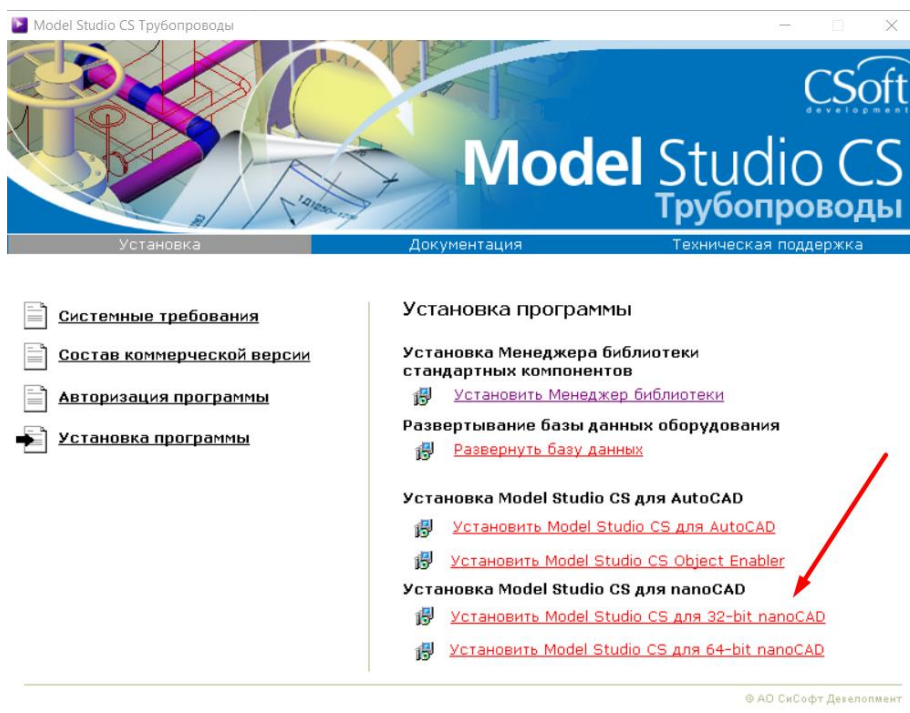 Model Studio CS Трубопроводы
CSoft
development
Model Studio CS
Трубопроводы
Установка
Документация
Техническая поддержка
Системные требования
Состав коммерческой версии
Авторизация программы
Установка программы
Установка программы
Установка Менеджера библиотеки
стандартных компонентов
Установить Менеджер библиотеки
Развертывание базы данных оборудования
Развернуть базу данных
Установка Model Studio CS для AutoCAD
Установить Model Studio CS для AutoCAD
Установить Model Studio CS Object Enabler
Установка Model Studio CS для nanoCAD
Установить Model Studio CS для 32-bit nanoCAD
Установить Model Studio CS для 64-bit nanoCAD
© АО СиСофт Девелопмент